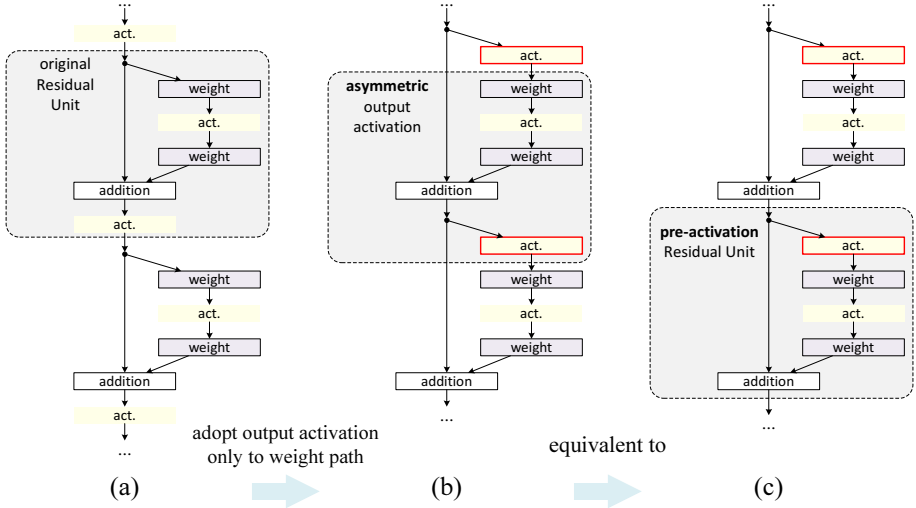 ...
act.
original
Residual
Unit
weight
act.
weight
addition
act.
weight
act.
weight
addition
act.
...
(a)
adopt output activation
only to weight path
...
act.
asymmetric
output
activation
weight
act.
weight
addition
act.
weight
act.
weight
addition
...
(b)
equivalent to
...
act.
weight
act.
weight
addition
pre-activation
Residual Unit
act.
weight
act.
weight
addition
...
(c)